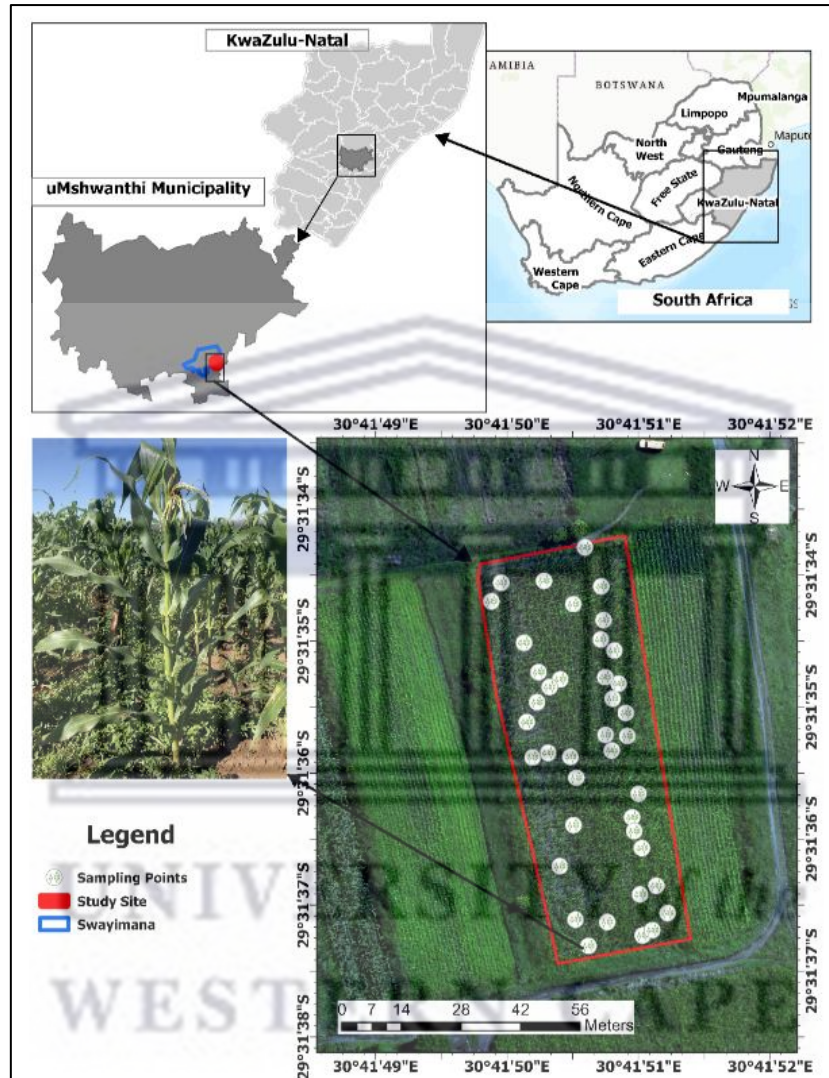 KwaZulu-Natal
uMshwanthi Municipality
AMIBIA
BOTSWANA
Limpopo
Mpumalanga
Maputo
North
West
Gauteng
Free State
Northern Cape
KwaZulu-Natal
Eastern Cape
Western
Cape
South Africa
GS
30°41'49"E 30°41'50"E 30°41'51"E 30°41'52"E
N
W E
S
29°31'34"S
29°31'34"S
29°31'35"S
29°31'35"S
29°31'36"S
29°31'36"S
29°31'37"S
29°31'37"S
29°31'38"S
0 7 14 28 42 56
Meters
30°41'49"E 30°41'50"E 30°41'51"E 30°41'52"E
Legend
Sampling Points
Study Site
Swayimana
UNIVERSITY of the
WESTERN CAPE